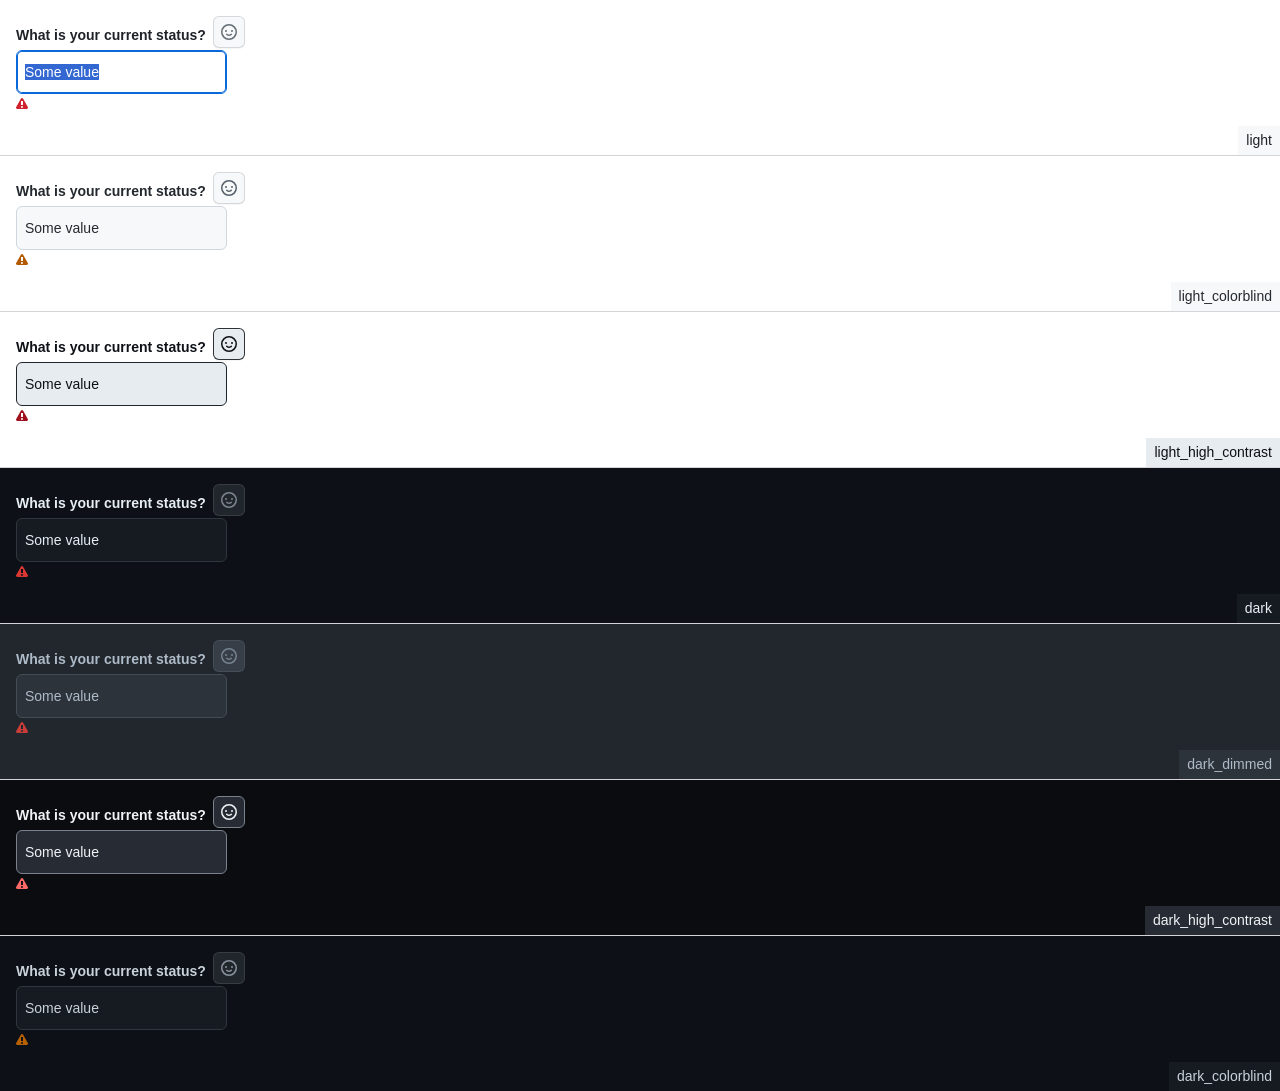 What is your current status?
Some value
light
What is your current status?
Some value
light_colorblind
What is your current status?
Some value
light_high_contrast
What is your current status?
Some value
dark
What is your current status?
Some value
dark_dimmed
What is your current status?
Some value
dark_high_contrast
What is your current status?
Some value
dark_colorblind